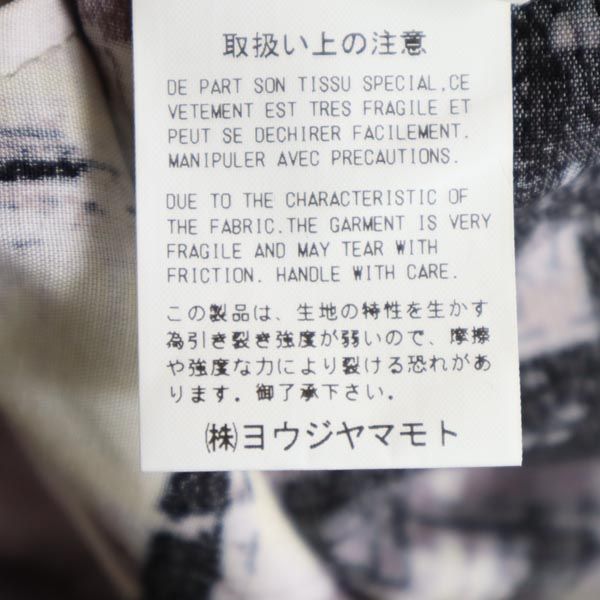 取扱い上の注意
DE PART SON TISSU SPECIAL,CE
VETEMENT EST TRES FRAGILE ET
PEUT SE DECHIRER FACILEMENT.
MANIPULER AVEC PRECAUTIONS.
DUE TO THE CHARACTERISTIC OF
THE FABRIC.THE GARMENT IS VERY
FRAGILE AND MAY TEAR WITH
FRICTION. HANDLE WITH CARE.
この製品は、生地の特性を生かす
為引き裂き強度が弱いので、摩擦
や強度な力により裂ける恐れがあ
ります。御了承下さい。
㈱ヨウジヤマモト